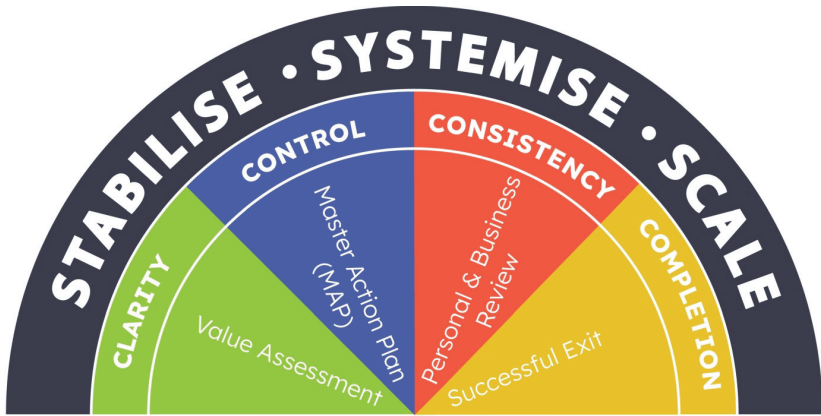 STABILISE • SYSTEMISE • SCALE
CLARITY
Value Assessment
CONTROL
Master Action Plan
(MAP)
CONSISTENCY
Personal & Business
Review
COMPLETION
Successful Exit